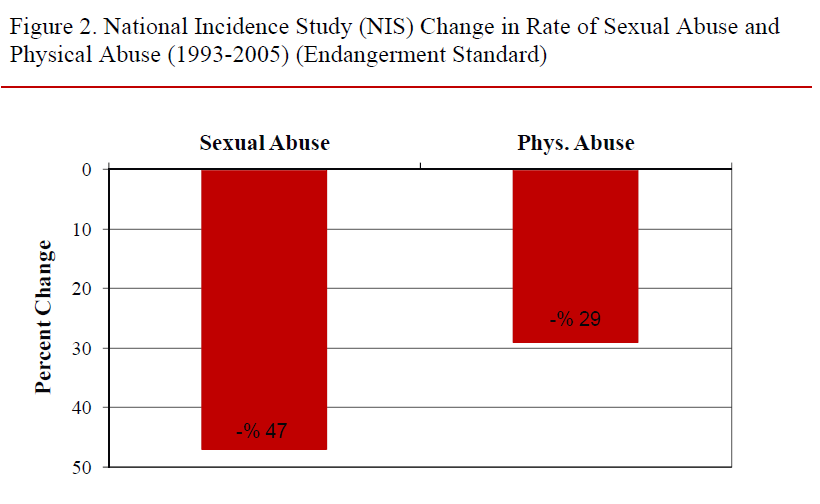 Figure 2. National Incidence Study (NIS) Change in Rate of Sexual Abuse and
Physical Abuse (1993-2005) (Endangerment Standard)
Sexual Abuse
Phys. Abuse
Percent Change
0
10
20
30
40
50
-% 47
-% 29